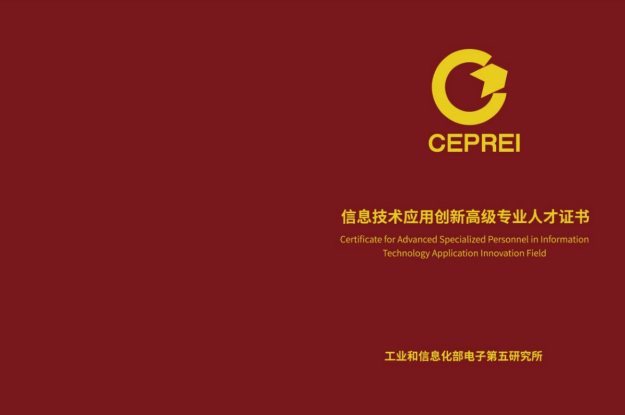 CEPREI
信息技术应用创新高级专业人才证书
Certificate for Advanced Specialized Personnel in Information
Technology Application Innovation Field
工业和信息化部电子第五研究所